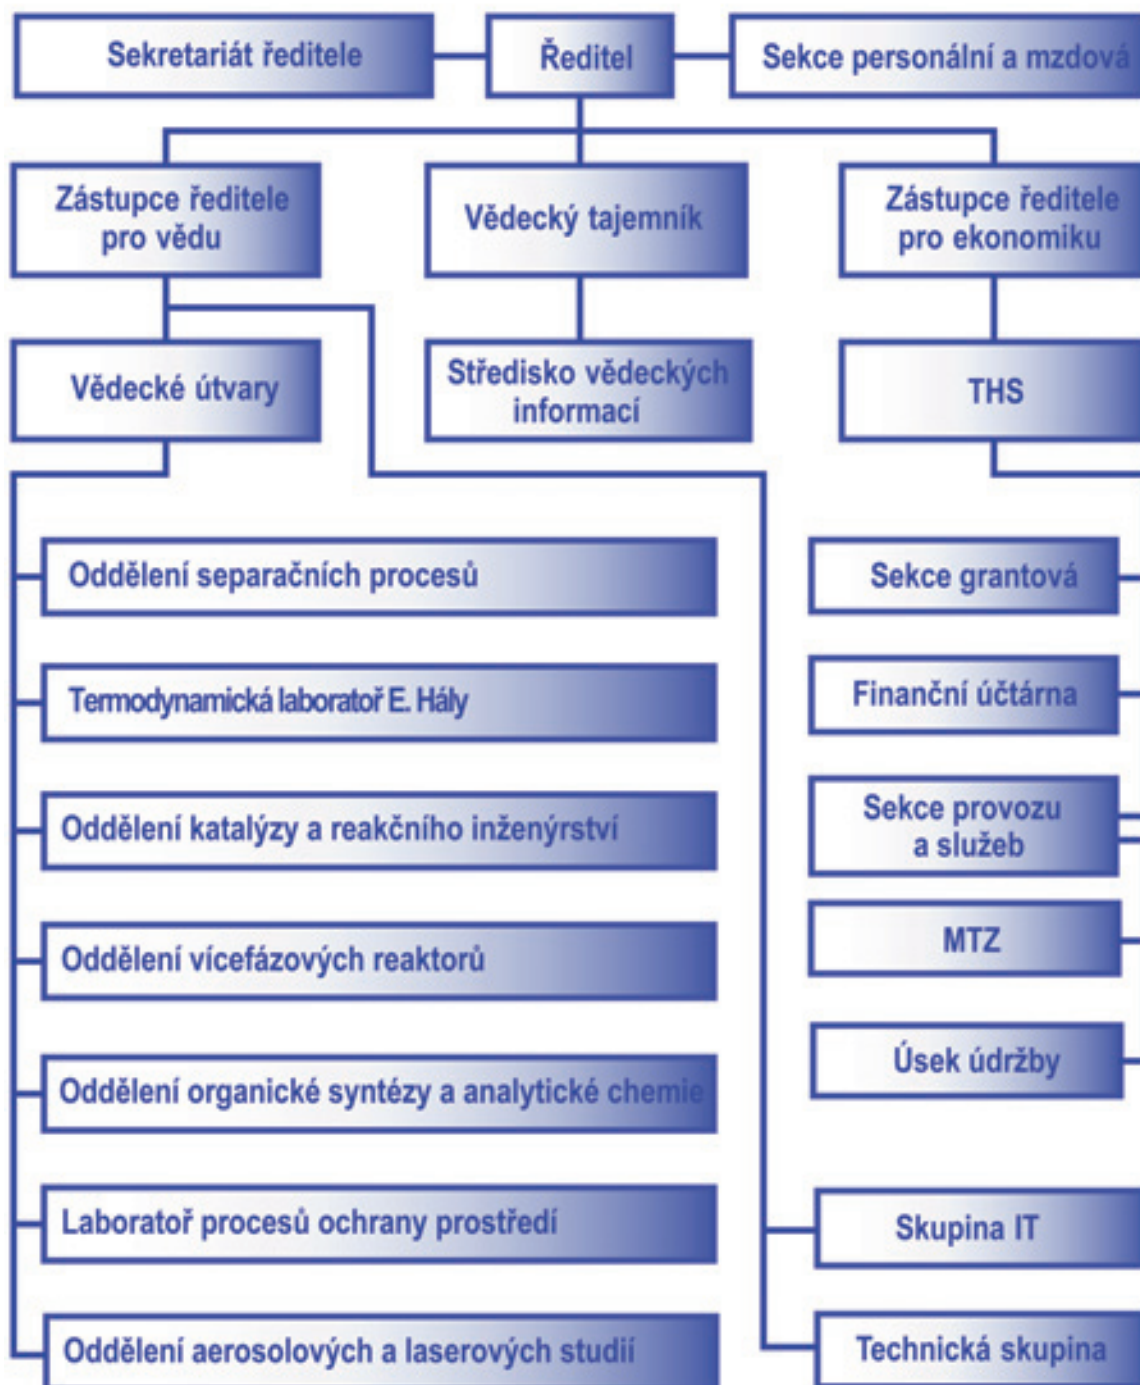 Sekretariát ředitele
Ředitel
Sekce personální a mzdová
Zástupce ředitele
pro vědu
Vědecký tajemník
Zástupce ředitele
pro ekonomiku
Vědecké útvary
Středisko vědeckých
informací
THS
Oddělení separačních procesů
Termodynamická laboratoř E. Hály
Oddělení katalýzy a reakčního inženýrství
Oddělení vícefázových reaktorů
Oddělení organické syntézy a analytické chemie
Laboratoř procesů ochrany prostředí
Oddělení aerosolových a laserových studií
Sekce grantová
Finanční účtárna
Sekce provozu
a služeb
MTZ
Úsek údržby
Skupina IT
Technická skupina